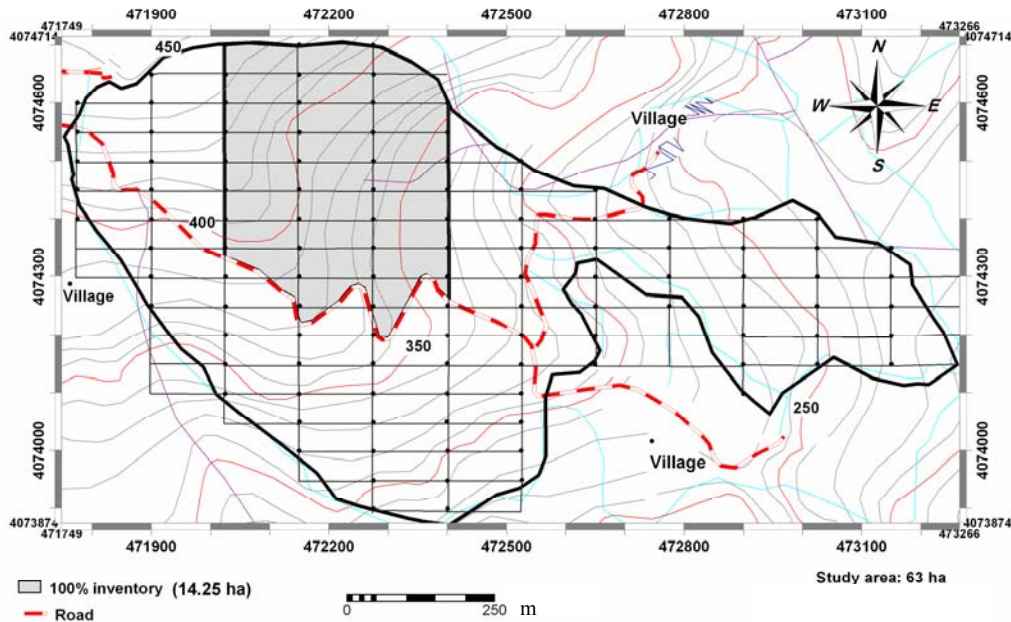 471900 472200 472500 472800 473100
471749 473266
4074714 4074714
450
N
4074600 4074600
W E
Village
S
400
4074300 4074300
Village
350
250
4074000 4074000
Village
4073874 4073874
471749 473266
471900 472200 472500 472800 473100
100% inventory (14.25 ha)
Study area: 63 ha
Road
0 250 m